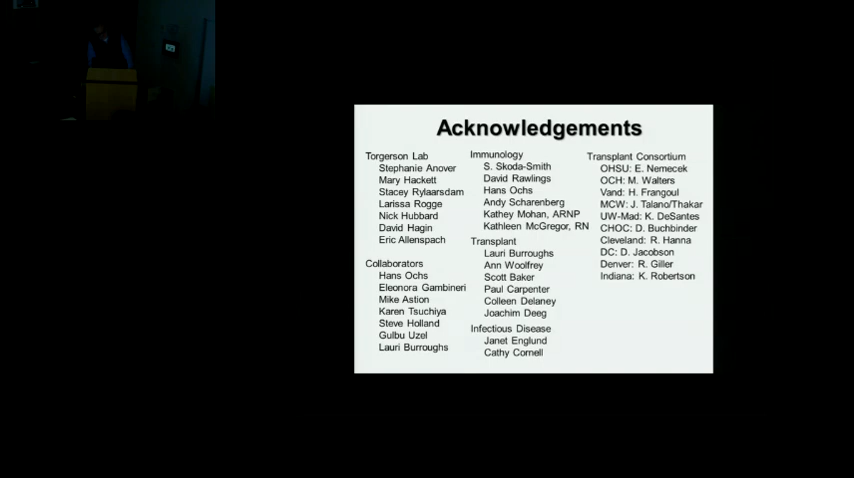 Acknowledgements
Torgerson Lab
Stephanie Anover
Mary Hackett
Stacey Rylaarsdam
Larissa Rogge
Nick Hubbard
David Hagin
Eric Allenspach
Collaborators
Hans Ochs
Eleonora Gambineri
Mike Astion
Karen Tsuchiya
Steve Holland
Gulbu Uzel
Lauri Burroughs
Immunology
S. Skoda-Smith
David Rawlings
Hans Ochs
Andy Scharenberg
Kathey Mohan, ARNP
Kathleen McGregor, RN
Transplant
Lauri Burroughs
Ann Woolfrey
Scott Baker
Paul Carpenter
Colleen Delaney
Joachim Deeg
Infectious Disease
Janet Englund
Cathy Cornell
Transplant Consortium
OHSU: E. Nemecek
OCH: M. Walters
Vand: H. Frangoul
MCW: J. Talano/Thakar
UW-Mad: K. DeSantes
CHOC: D. Buchbinder
Cleveland: R. Hanna
DC: D. Jacobson
Denver: R. Giller
Indiana: K. Robertson